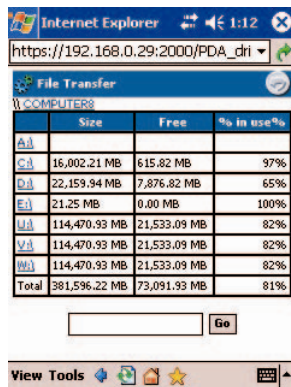 Internet Explorer 1:12
https://192.168.0.29:2000/PDA_dri
File Transfer
\\ COMPUTER8
Size Free % in use%
A:\
C:\ 16,002.21 MB 615.82 MB 97%
D:\ 22,159.94 MB 7,876.82 MB 65%
E:\ 21.25 MB 0.00 MB 100%
U:\ 114,470.93 MB 21,533.09 MB 82%
V:\ 114,470.93 MB 21,533.09 MB 82%
W:\ 114,470.93 MB 21,533.09 MB 82%
Total 381,596.22 MB 73,091.93 MB 81%
Go
View Tools